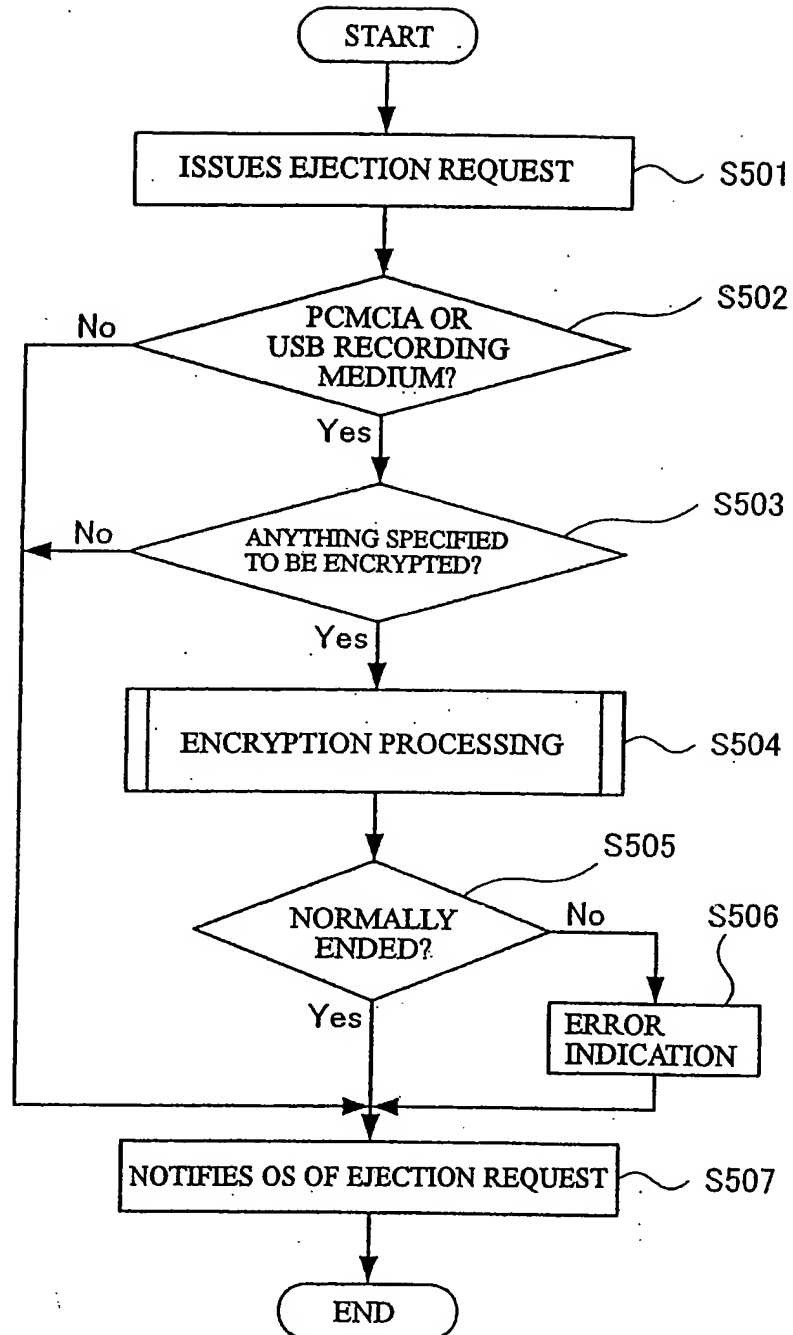 START
ISSUES EJECTION REQUEST
S501
PCMCIA OR
USB RECORDING
MEDIUM?
S502
No
Yes
ANYTHING SPECIFIED
TO BE ENCRYPTED?
S503
No
Yes
ENCRYPTION PROCESSING
S504
NORMALLY
ENDED?
S505
No
Yes
S506
ERROR
INDICATION
NOTIFIES OS OF EJECTION REQUEST
S507
END